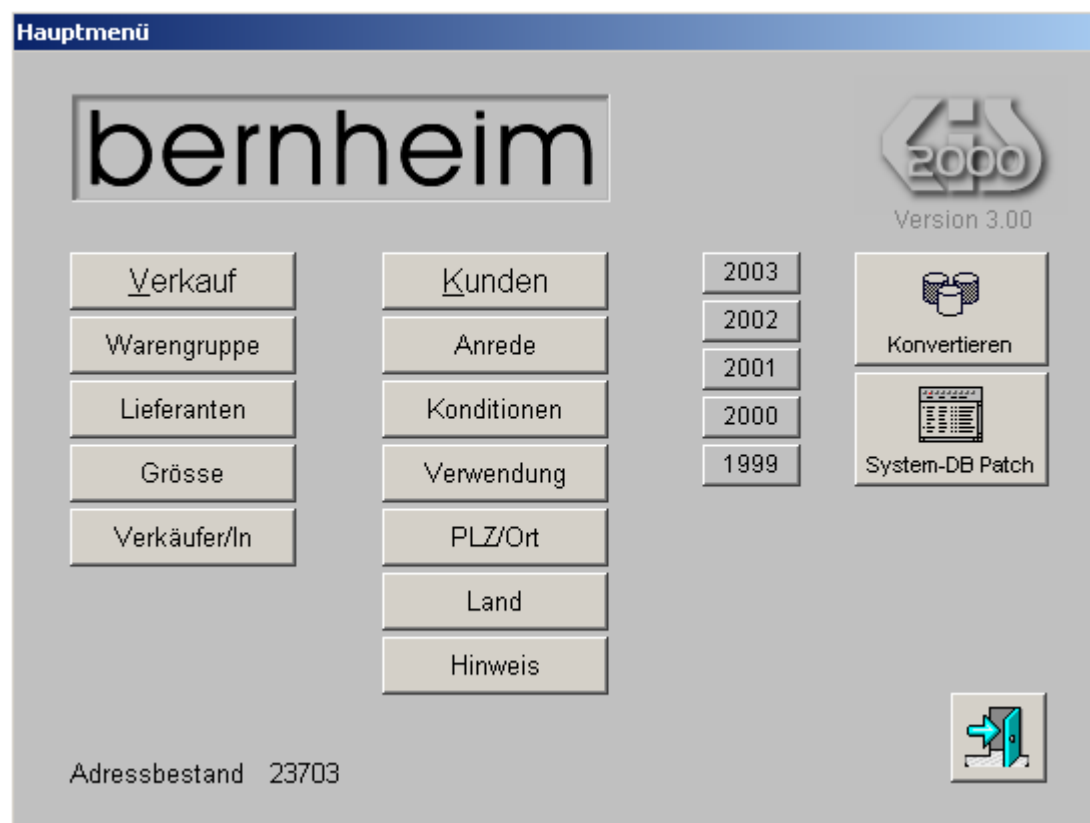 Hauptmenü
bernheim
2000
Version 3.00
Verkauf
Warengruppe
Lieferanten
Grösse
Verkäufer/In
Kunden
Anrede
Konditionen
Verwendung
PLZ/Ort
Land
Hinweis
2003
2002
2001
2000
1999
Konvertieren
System-DB Patch
Adressbestand 23703